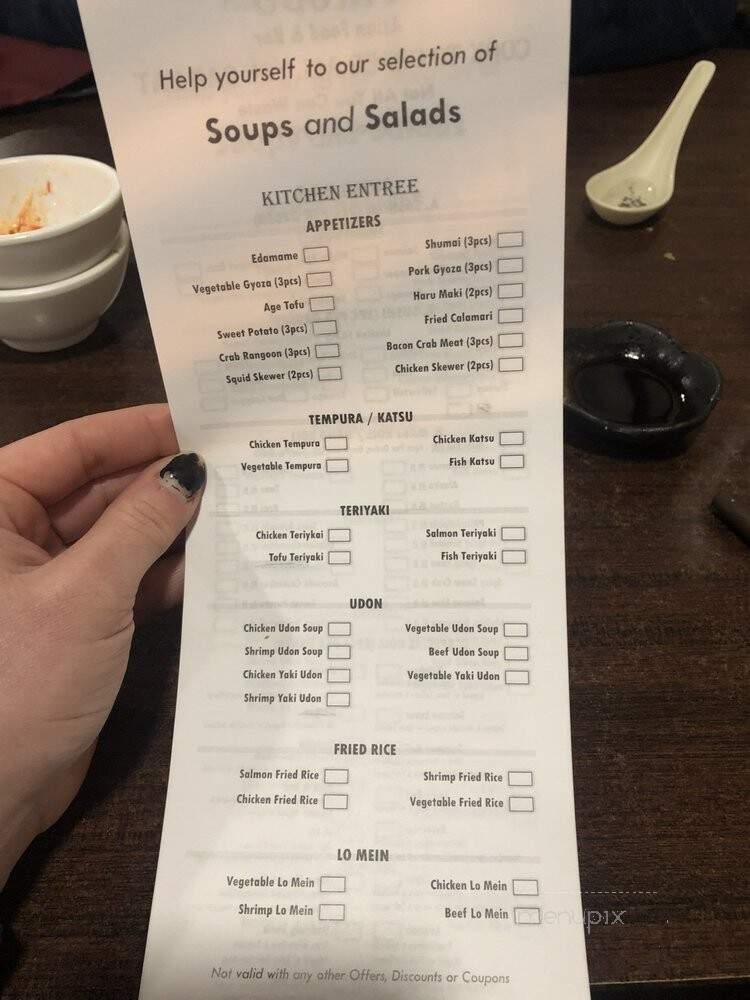 Help yourself to our selection of
Soups and Salads
KITCHEN ENTREE
APPETIZERS
Edamame
Shumai (3pcs)
Vegetable Gyoza (3pcs)
Pork Gyoza (3pcs)
Age Tofu
Haru Maki (2pcs)
Sweet Potato (3pcs)
Fried Calamari
Crab Rangoon (3pcs)
Bacon Crab Meat (3pcs)
Squid Skewer (2pcs)
Chicken Skewer (2pcs)
TEMPURA / KATSU
Chicken Tempura
Chicken Katsu
Vegetable Tempura
Fish Katsu
TERIYAKI
Chicken Teriykai
Salmon Teriyaki
Tofu Teriyaki
Fish Teriyaki
UDON
Chicken Udon Soup
Vegetable Udon Soup
Shrimp Udon Soup
Beef Udon Soup
Chicken Yaki Udon
Vegetable Yaki Udon
Shrimp Yaki Udon
FRIED RICE
Salmon Fried Rice
Shrimp Fried Rice
Chicken Fried Rice
Vegetable Fried Rice
LO MEIN
Vegetable Lo Mein
Chicken Lo Mein
Shrimp Lo Mein
Beef Lo Mein
menupix
Not valid with any other Offers, Discounts or Coupons